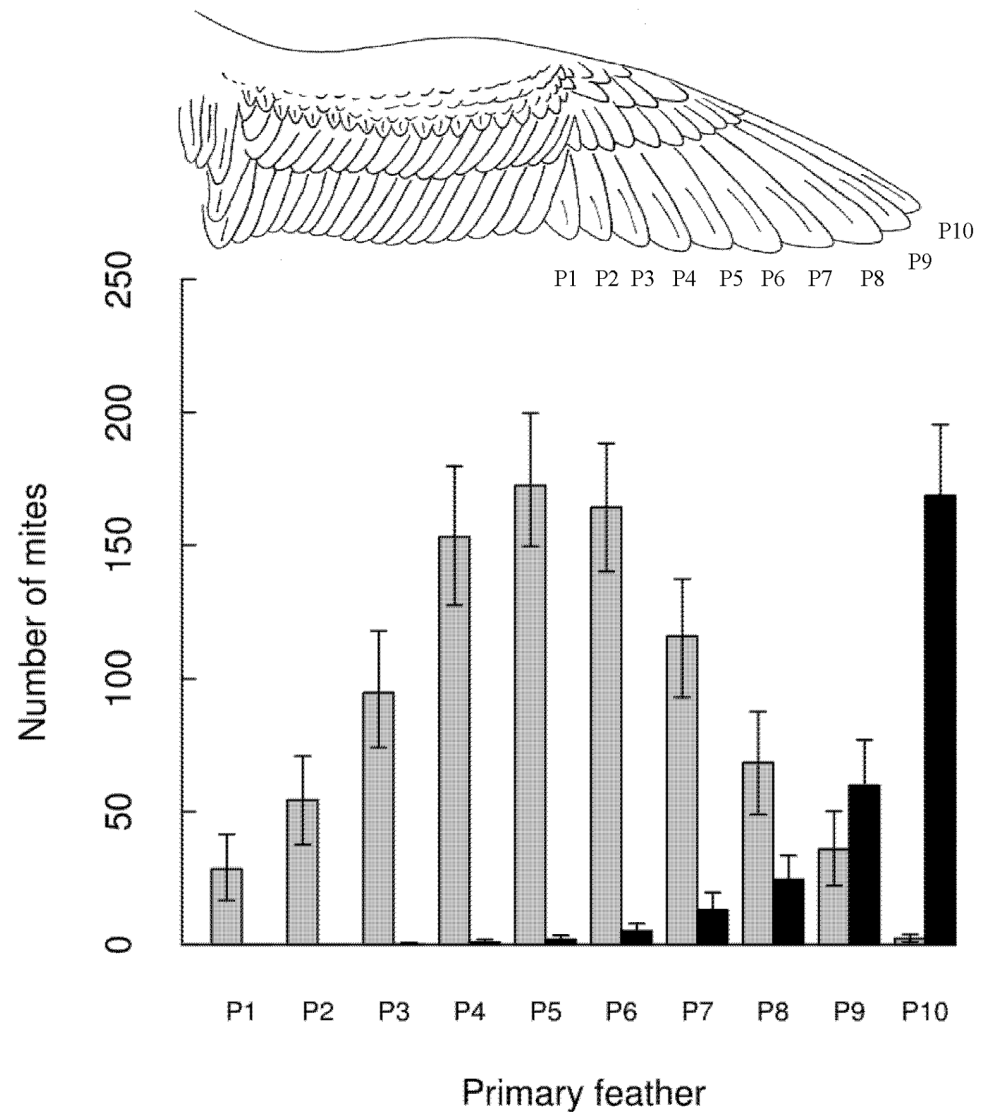 P10
P9
P1 P2 P3 P4 P5 P6 P7 P8
250
200
150
100
50
0
Number of mites
P1 P2 P3 P4 P5 P6 P7 P8 P9 P10
Primary feather